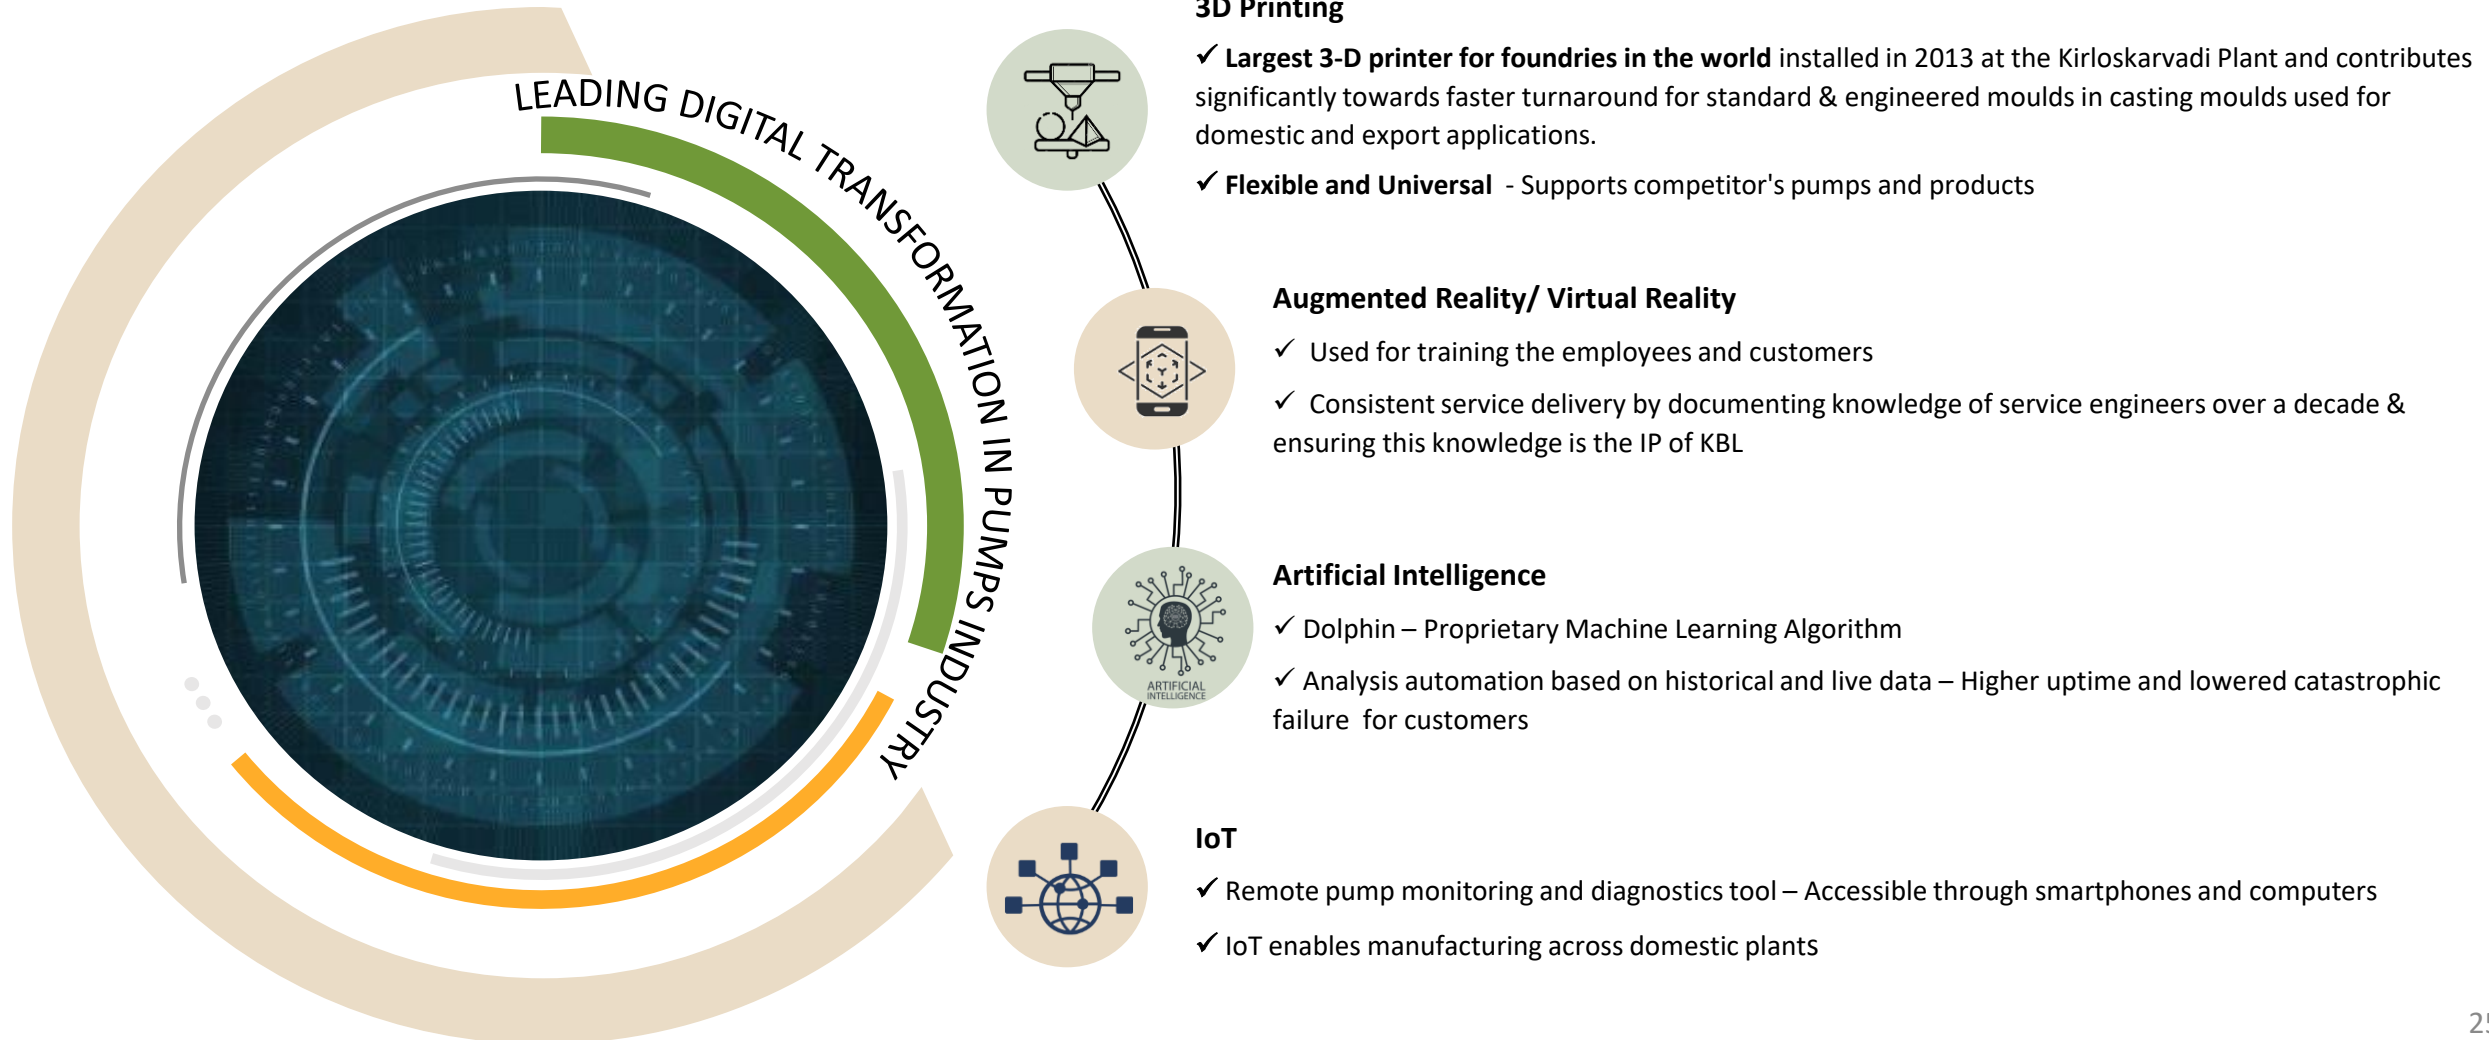 LEADING DIGITAL TRANSFORMATION IN PUMPS INDUSTRY
3D Printing
✓ Largest 3-D printer for foundries in the world installed in 2013 at the Kirloskarvadi Plant and contributes
significantly towards faster turnaround for standard & engineered moulds in casting moulds used for
domestic and export applications.
✓ Flexible and Universal - Supports competitor's pumps and products
Augmented Reality/ Virtual Reality
✓ Used for training the employees and customers
✓ Consistent service delivery by documenting knowledge of service engineers over a decade &
ensuring this knowledge is the IP of KBL
ARTIFICIAL
INTELLIGENCE
Artificial Intelligence
✓ Dolphin – Proprietary Machine Learning Algorithm
✓ Analysis automation based on historical and live data – Higher uptime and lowered catastrophic
failure for customers
IoT
✓ Remote pump monitoring and diagnostics tool – Accessible through smartphones and computers
✓ IoT enables manufacturing across domestic plants
25